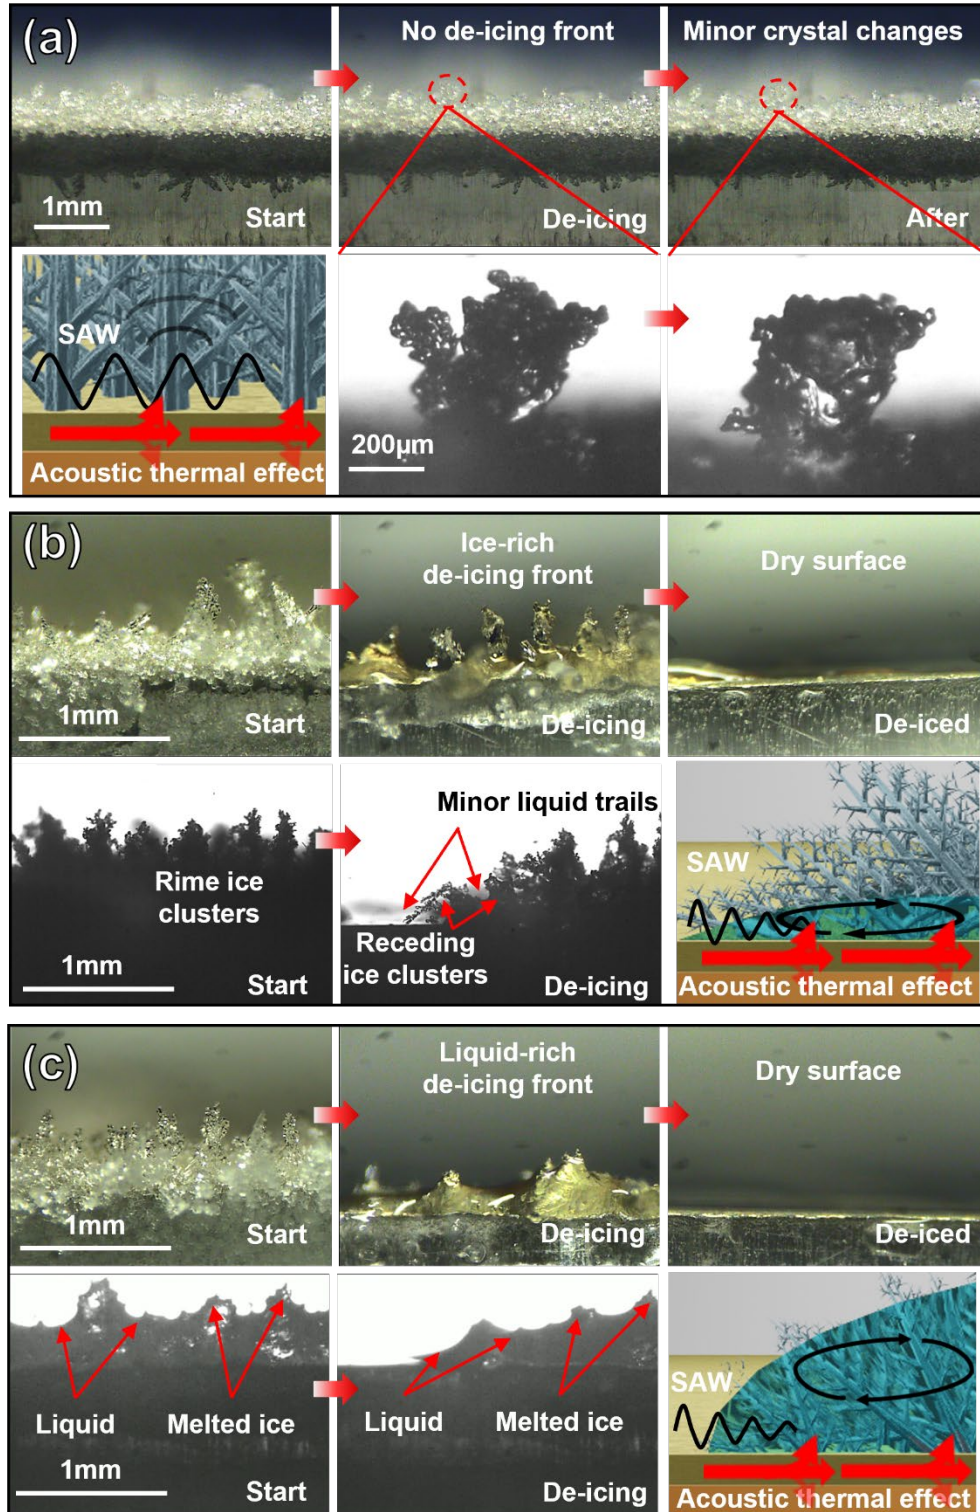 (a)
No de-icing front
Minor crystal changes
1mm
Start
De-icing
After
SAW
Acoustic thermal effect
200μm
(b)
Ice-rich
de-icing front
Dry surface
1mm
Start
De-icing
De-iced
Rime ice
clusters
1mm
Start
Minor liquid trails
Receding
ice clusters
De-icing
SAW
Acoustic thermal effect
(c)
Liquid-rich
de-icing front
Dry surface
1mm
Start
De-icing
De-iced
Liquid
Melted ice
1mm
Start
Liquid
Melted ice
De-icing
SAW
Acoustic thermal effect